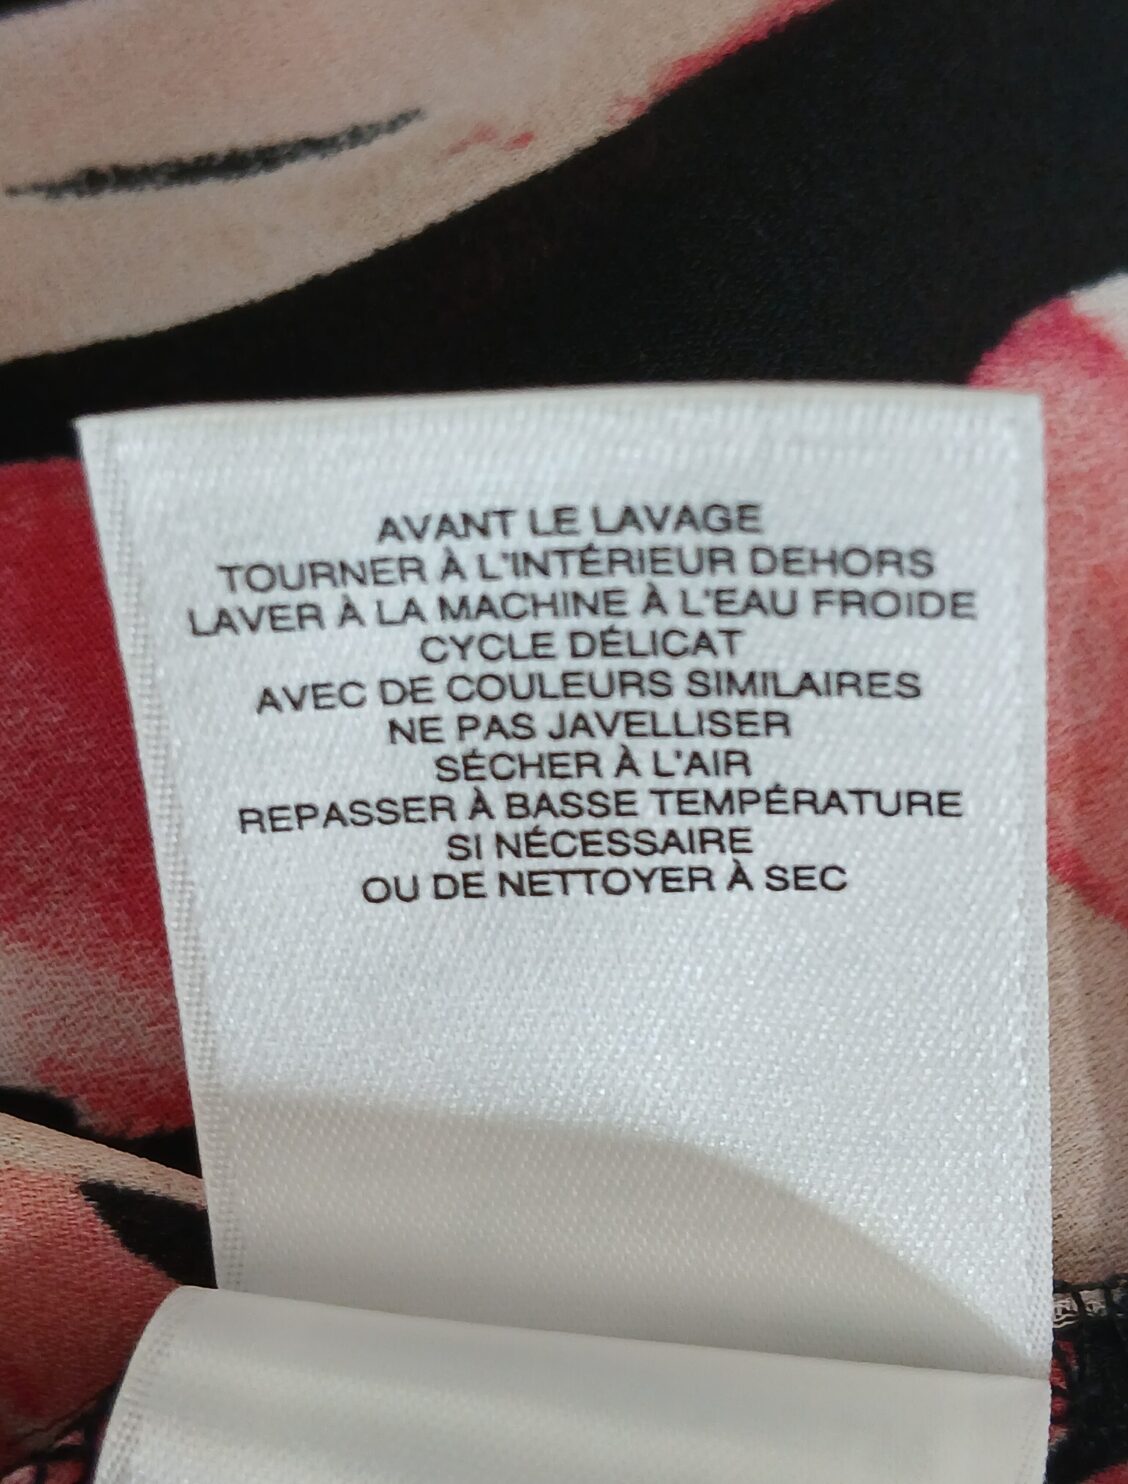 AVANT LE LAVAGE
TOURNER À L'INTÉRIEUR DEHORS
LAVER À LA MACHINE À L'EAU FROIDE
CYCLE DÉLICAT
AVEC DE COULEURS SIMILAIRES
NE PAS JAVELLISER
SÉCHER À L'AIR
REPASSER À BASSE TEMPÉRATURE
SI NÉCESSAIRE
OU DE NETTOYER À SEC